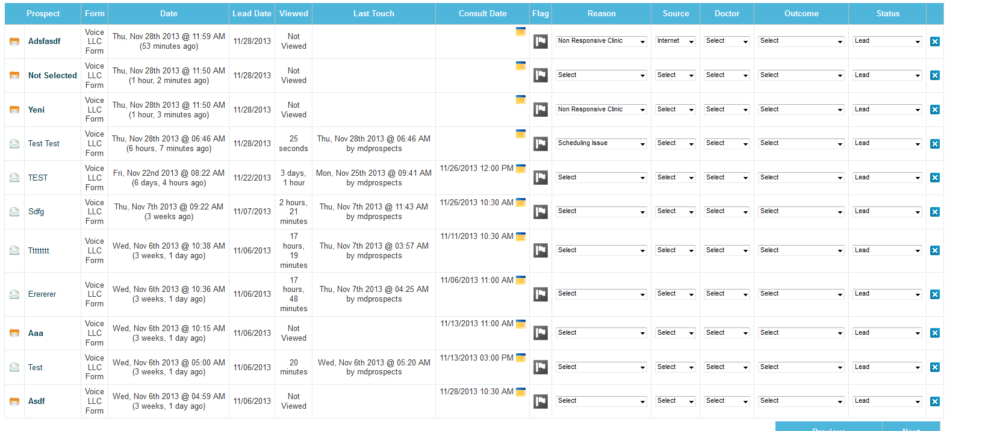 Prospect Form Date Lead Date Viewed Last Touch Consult Date Flag Reason Source Doctor Outcome Status
Adsfasdf Voice LLC Form Thu, Nov 28th 2013 @ 11:59 AM (53 minutes ago) 11/28/2013 Not Viewed Non Responsive Clinic Internet Select Select Lead
Not Selected Voice LLC Form Thu, Nov 28th 2013 @ 11:50 AM (1 hour, 2 minutes ago) 11/28/2013 Not Viewed Select Select Select Select Lead
Yeni Voice LLC Form Thu, Nov 28th 2013 @ 11:50 AM (1 hour, 3 minutes ago) 11/28/2013 Not Viewed Non Responsive Clinic Select Select Select Lead
Test Test Voice LLC Form Thu, Nov 28th 2013 @ 06:46 AM (6 hours, 7 minutes ago) 11/28/2013 25 seconds Thu, Nov 28th 2013 @ 06:46 AM by mdprospects Scheduling Issue Select Select Select Lead
TEST Voice LLC Form Fri, Nov 22nd 2013 @ 08:22 AM (6 days, 4 hours ago) 11/22/2013 3 days, 1 hour Mon, Nov 25th 2013 @ 09:41 AM by mdprospects 11/26/2013 12:00 PM Select Select Select Select Lead
Sdfg Voice LLC Form Thu, Nov 7th 2013 @ 09:22 AM (3 weeks ago) 11/07/2013 2 hours, 21 minutes Thu, Nov 7th 2013 @ 11:43 AM by mdprospects 11/26/2013 10:30 AM Select Select Select Select Lead
Tttttttt Voice LLC Form Wed, Nov 6th 2013 @ 10:38 AM (3 weeks, 1 day ago) 11/06/2013 17 hours, 19 minutes Thu, Nov 7th 2013 @ 03:57 AM by mdprospects 11/11/2013 10:30 AM Select Select Select Select Lead
Erererer Voice LLC Form Wed, Nov 6th 2013 @ 10:36 AM (3 weeks, 1 day ago) 11/06/2013 17 hours, 48 minutes Thu, Nov 7th 2013 @ 04:25 AM by mdprospects 11/06/2013 11:00 AM Select Select Select Select Lead
Aaa Voice LLC Form Wed, Nov 6th 2013 @ 10:15 AM (3 weeks, 1 day ago) 11/06/2013 Not Viewed 11/13/2013 11:00 AM Select Select Select Select Lead
Test Voice LLC Form Wed, Nov 6th 2013 @ 05:00 AM (3 weeks, 1 day ago) 11/06/2013 20 minutes Wed, Nov 6th 2013 @ 05:20 AM by mdprospects 11/13/2013 03:00 PM Select Select Select Select Lead
Asdf Voice LLC Form Wed, Nov 6th 2013 @ 04:59 AM (3 weeks, 1 day ago) 11/06/2013 Not Viewed 11/28/2013 10:30 AM Select Select Select Select Lead
Previous Next